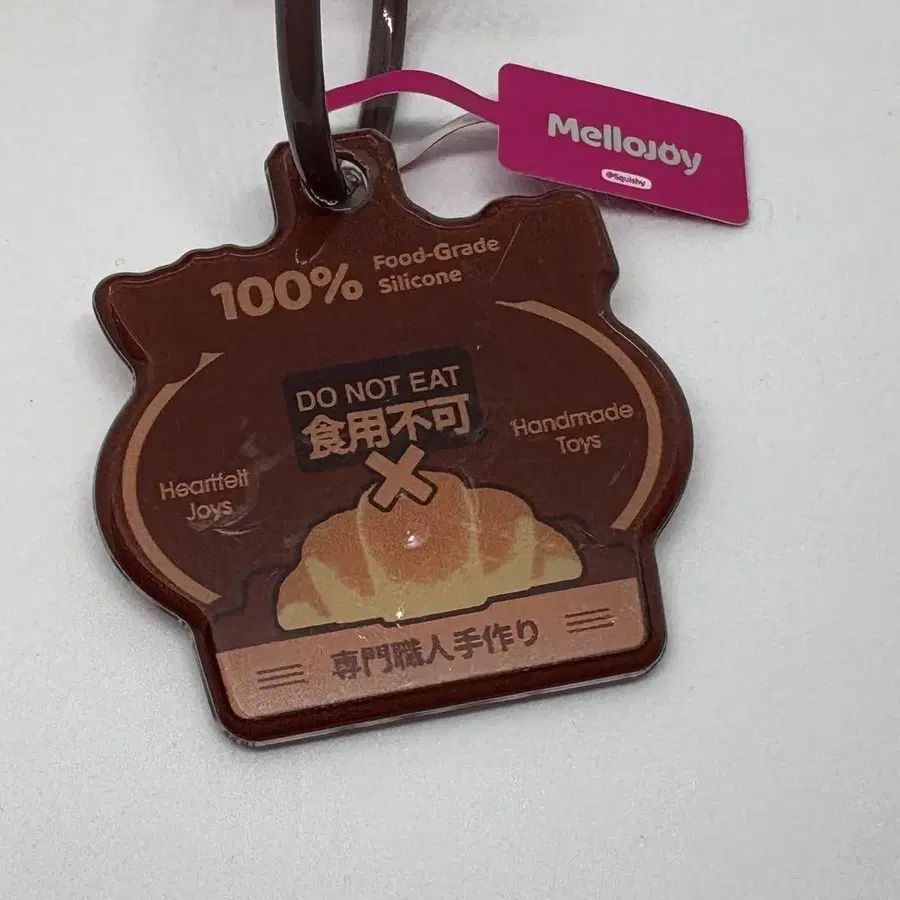 MelloJoy
@Squishy
100% Food-Grade
Silicone
DO NOT EAT
食用不可
Handmade
Toys
Heartfelt
Joys
専門職人手作り